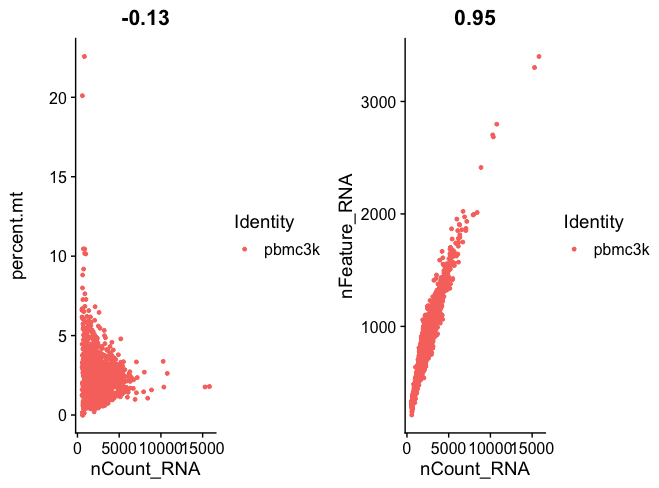 -0.13
percent.mt
20
15
10
5
0
0 5000 10000 15000
nCount_RNA
Identity
pbmc3k
0.95
nFeature_RNA
3000
2000
1000
0 5000 10000 15000
nCount_RNA
Identity
pbmc3k